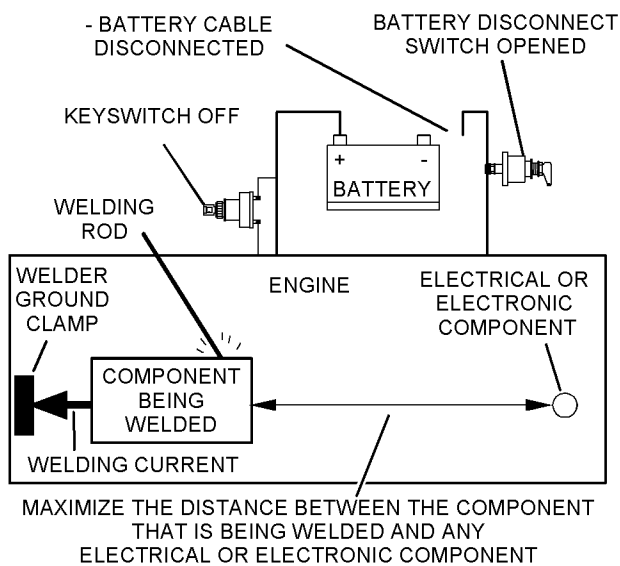 - BATTERY CABLE
DISCONNECTED
BATTERY DISCONNECT
SWITCH OPENED
KEYSWITCH OFF
+ -
BATTERY
WELDING
ROD
WELDER
GROUND
CLAMP
ENGINE
ELECTRICAL OR
ELECTRONIC
COMPONENT
COMPONENT
BEING
WELDED
WELDING CURRENT
MAXIMIZE THE DISTANCE BETWEEN THE COMPONENT
THAT IS BEING WELDED AND ANY
ELECTRICAL OR ELECTRONIC COMPONENT